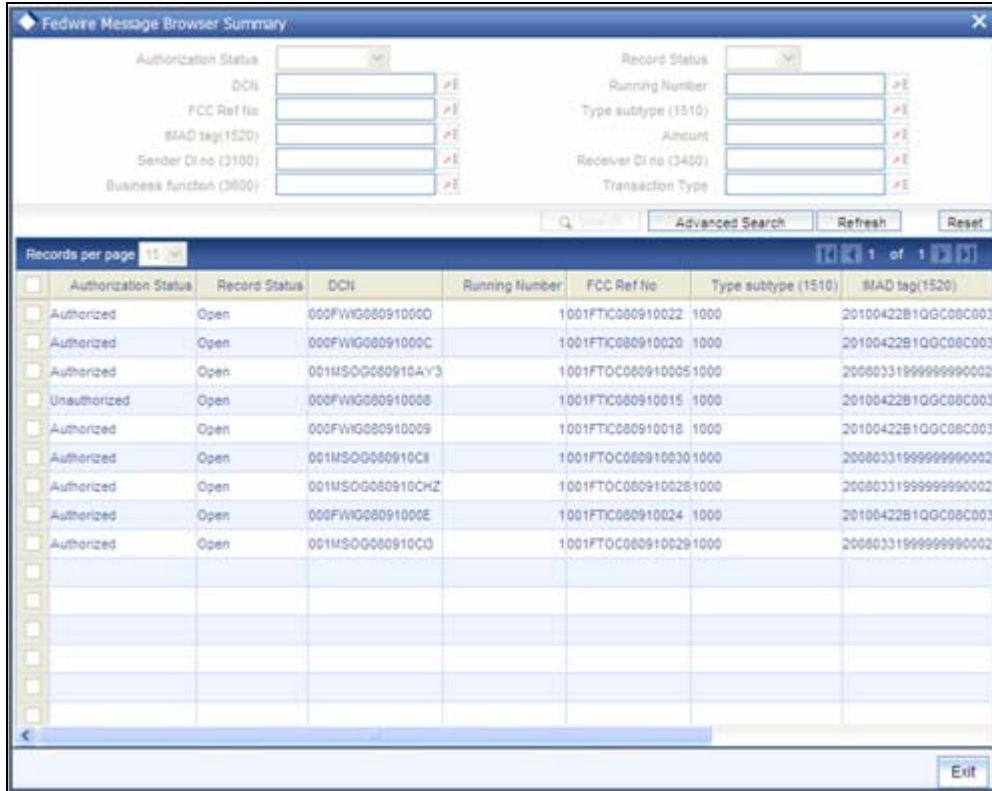 Fedwire Message Browser Summary
Authorization Status Record Status
DCN Running Number
FCC Ref No Type subtype (1510)
IMAD tag(1520) Amount
Sender DI no (3100) Receiver DI no (3400)
Business function (3600) Transaction Type
Advanced Search Refresh Reset
Records per page 15 1 of 1
Authorization Status Record Status DCN Running Number FCC Ref No Type subtype (1510) IMAD tag(1520)
Authorized Open 000FWIG08091000D 1 001FTIC080910022 1000 20100422B1QGC08C003
Authorized Open 000FWIG08091000C 1 001FTIC080910020 1000 20100422B1QGC08C003
Authorized Open 001MSOG080910AY3 1 001FTOC080910005 1000 20080331999999990002
Unauthorized Open 000FWIG080910008 1 001FTIC080910015 1000 20100422B1QGC08C003
Authorized Open 000FWIG080910009 1 001FTIC080910018 1000 20100422B1QGC08C003
Authorized Open 1 001FTOC080910030 1000 20080331999999990002
Authorized Open 001MSOG080910CHZ 1 001FTOC080910028 1000 20080331999999990002
Authorized Open 000FWIG08091000E 1 001FTIC080910024 1000 20100422B1QGC08C003
Authorized Open 1 001FTOC080910029 1000 20080331999999990002
Exit